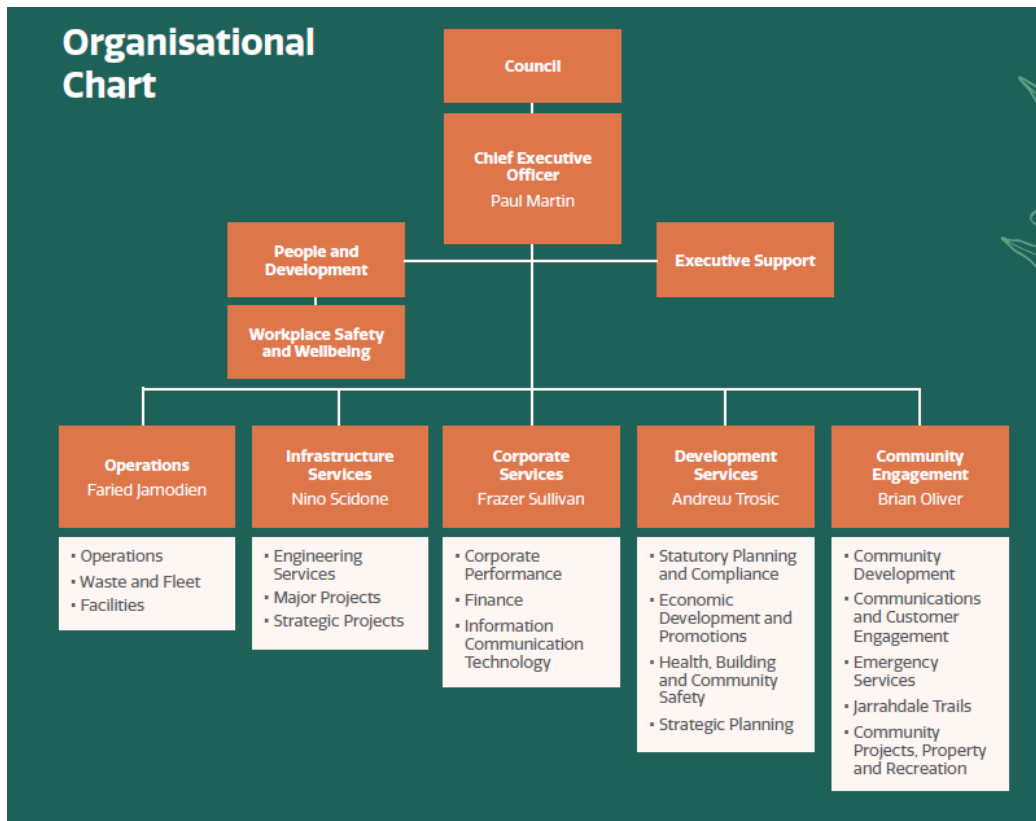 Organisational
Chart
Council
Chief Executive
Officer
Paul Martin
People and
Development
Executive Support
Workplace Safety
and Wellbeing
Operations
Faried Jamodien
▪ Operations
▪ Waste and Fleet
▪ Facilities
Infrastructure
Services
Nino Scidone
▪ Engineering
Services
▪ Major Projects
▪ Strategic Projects
Corporate
Services
Frazer Sullivan
▪ Corporate
Performance
▪ Finance
▪ Information
Communication
Technology
Development
Services
Andrew Trosic
▪ Statutory Planning
and Compliance
▪ Economic
Development and
Promotions
▪ Health, Building
and Community
Safety
▪ Strategic Planning
Community
Engagement
Brian Oliver
▪ Community
Development
▪ Communications
and Customer
Engagement
▪ Emergency
Services
▪ Jarrahdale Trails
▪ Community
Projects, Property
and Recreation